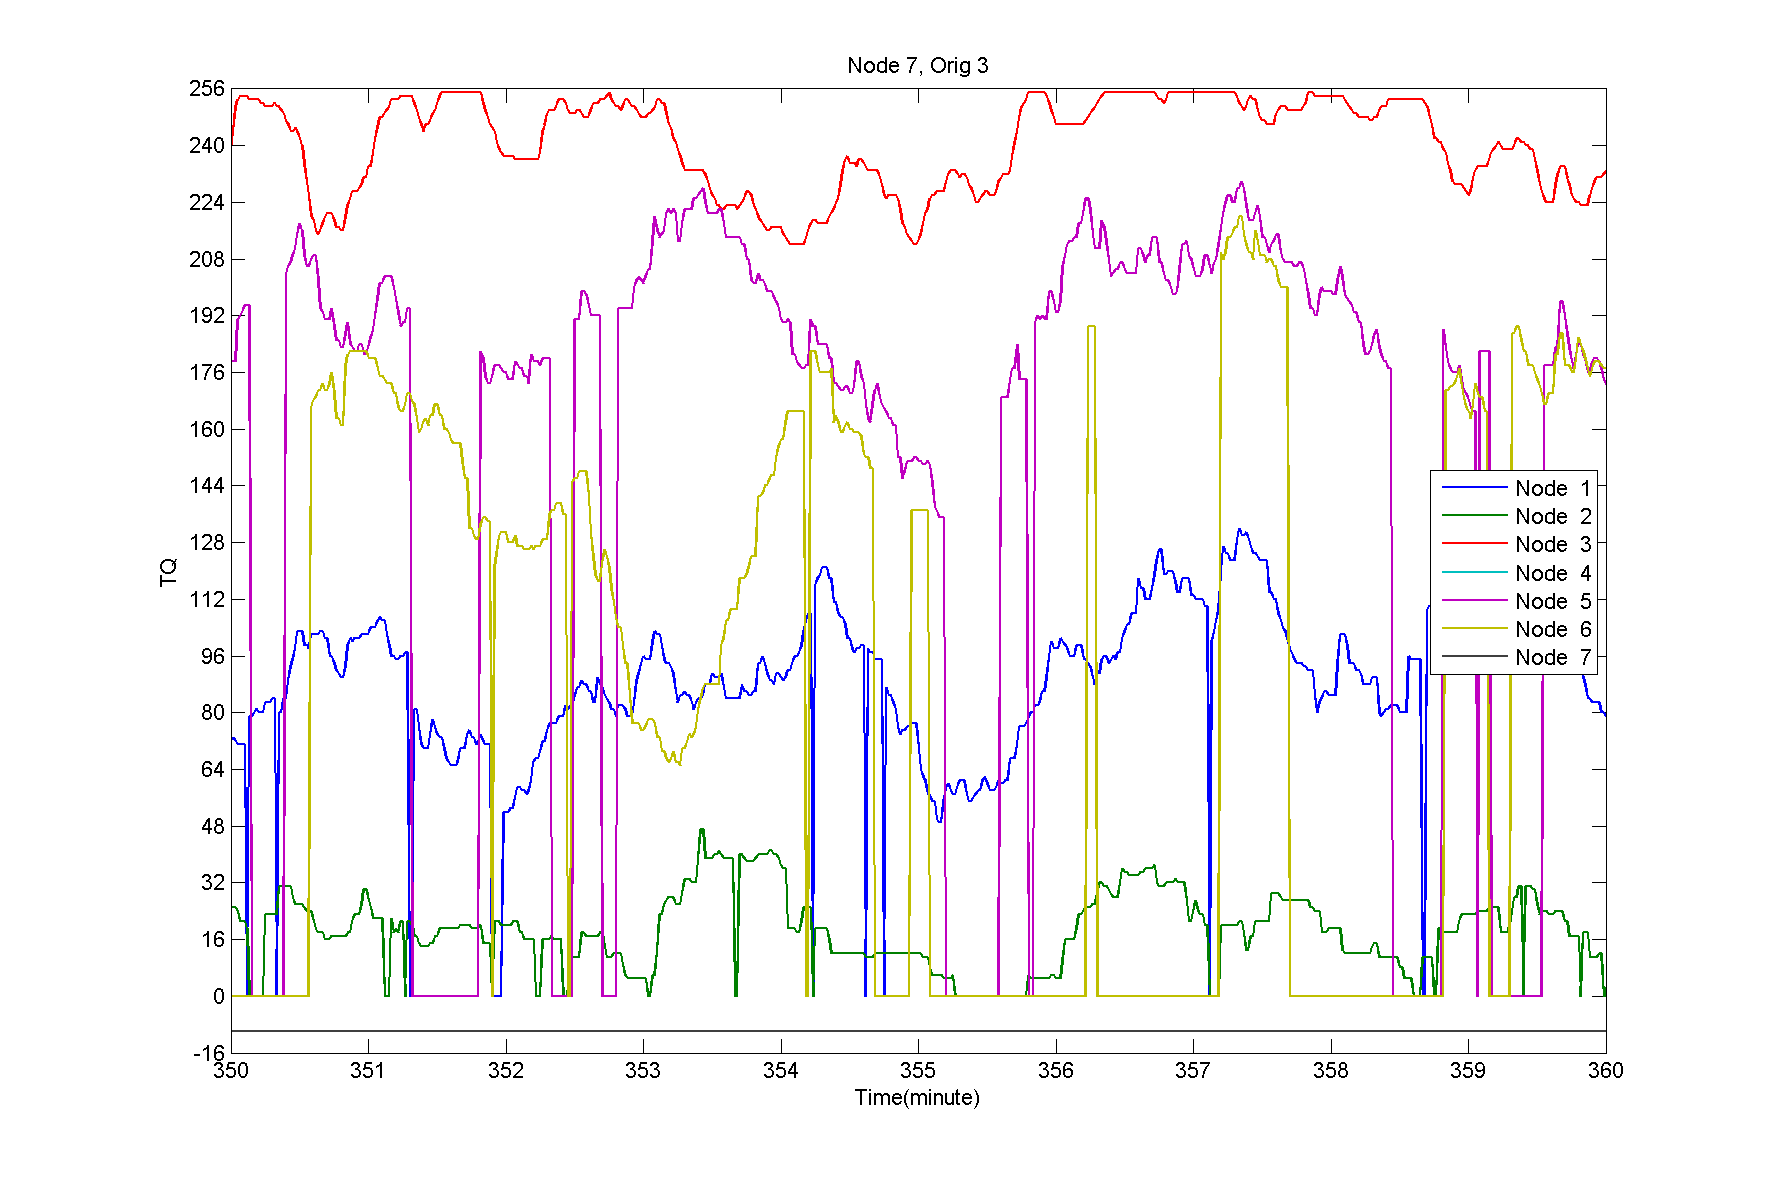 Node 7, Orig 3
256
240
224
208
192
176
160
144
128
112
96
80
64
48
32
16
0
-16
TQ
350 351 352 353 354 355 356 357 358 359 360
Time(minute)
Node 1
Node 2
Node 3
Node 4
Node 5
Node 6
Node 7